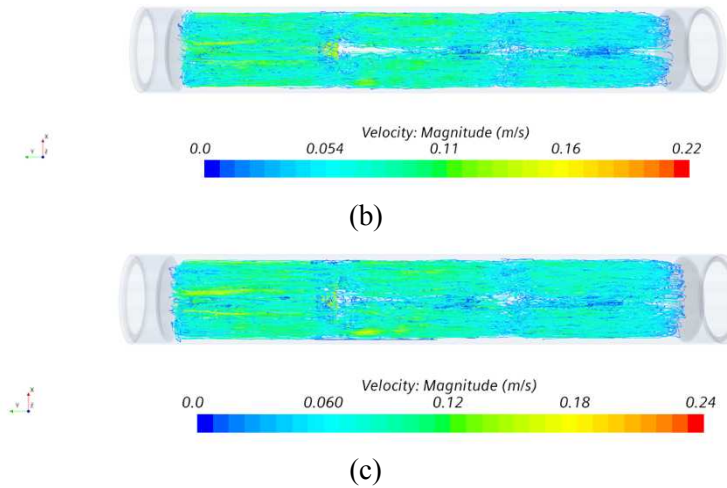 X
Y Z
Velocity: Magnitude (m/s)
0.0 0.054 0.11 0.16 0.22
(b)
X
Y Z
Velocity: Magnitude (m/s)
0.0 0.060 0.12 0.18 0.24
(c)